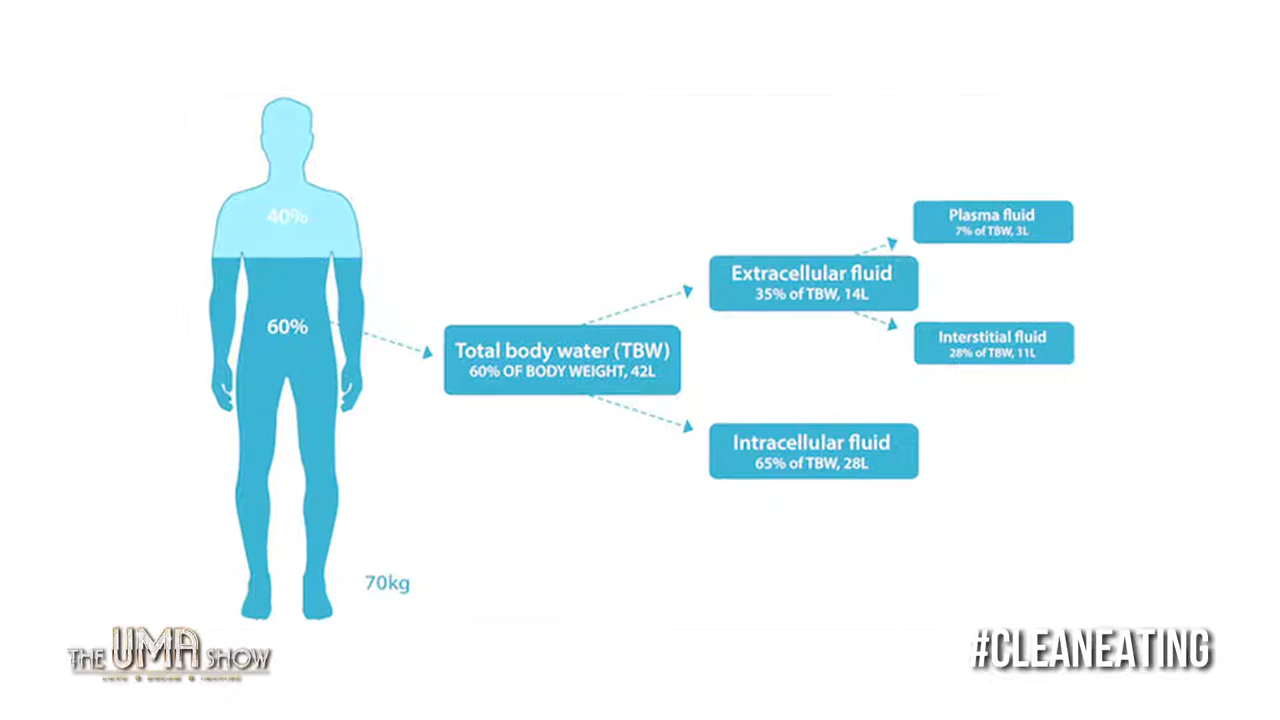 40%
60%
70kg
Total body water (TBW)
60% OF BODY WEIGHT, 42L
Extracellular fluid
35% of TBW, 14L
Intracellular fluid
65% of TBW, 28L
Plasma fluid
7% of TBW, 3L
Interstitial fluid
28% of TBW, 11L
THE UMA SHOW
#CLEANEATING